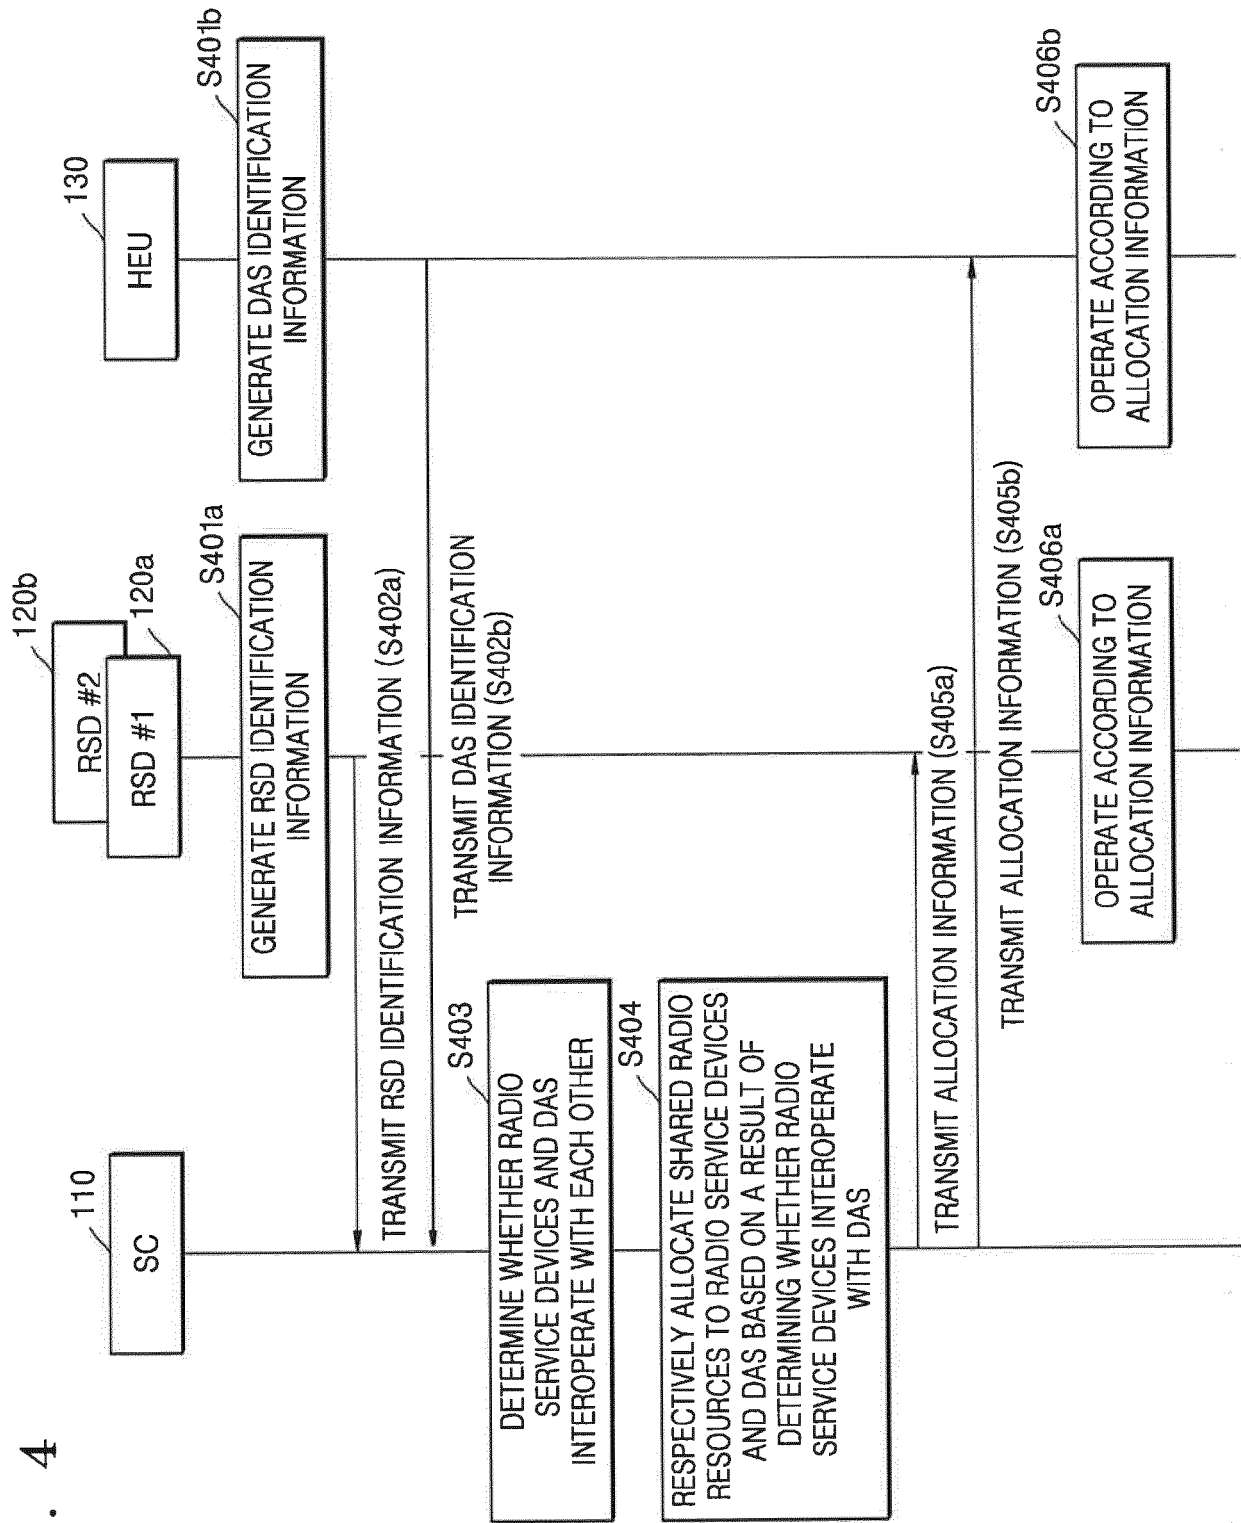 . 4
110
SC
120b
RSD #2
120a
RSD #1
130
HEU
S401a
GENERATE RSD IDENTIFICATION
INFORMATION
S401b
GENERATE DAS IDENTIFICATION
INFORMATION
TRANSMIT RSD IDENTIFICATION INFORMATION (S402a)
TRANSMIT DAS IDENTIFICATION
INFORMATION (S402b)
S403
DETERMINE WHETHER RADIO
SERVICE DEVICES AND DAS
INTEROPERATE WITH EACH OTHER
S404
RESPECTIVELY ALLOCATE SHARED RADIO
RESOURCES TO RADIO SERVICE DEVICES
AND DAS BASED ON A RESULT OF
DETERMINING WHETHER RADIO
SERVICE DEVICES INTEROPERATE
WITH DAS
TRANSMIT ALLOCATION INFORMATION (S405a)
TRANSMIT ALLOCATION INFORMATION (S405b)
S406a
OPERATE ACCORDING TO
ALLOCATION INFORMATION
S406b
OPERATE ACCORDING TO
ALLOCATION INFORMATION